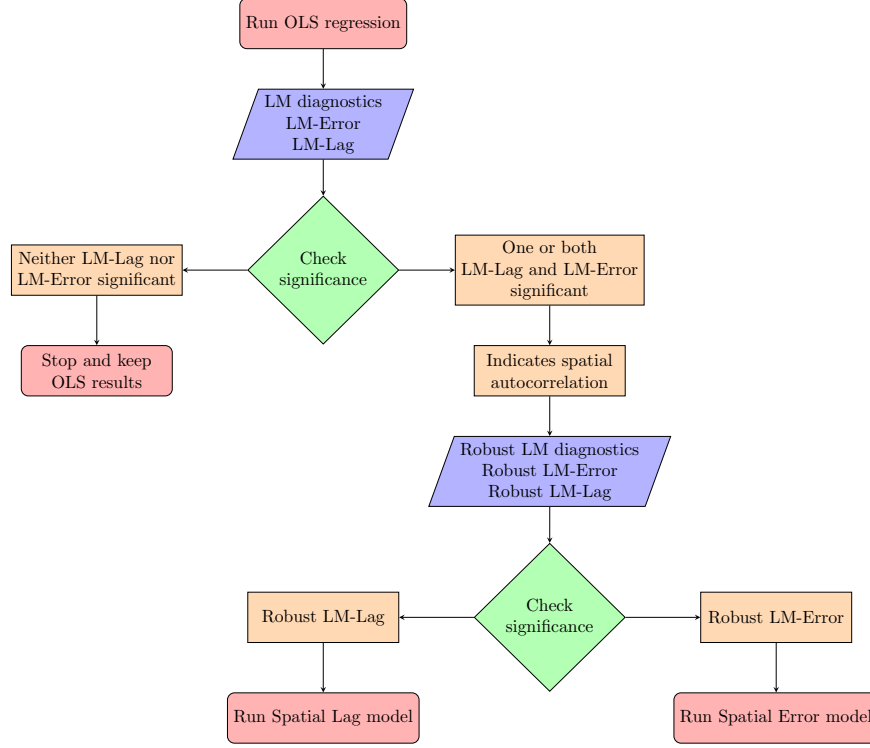 Run OLS regression
LM diagnostics
LM-Error
LM-Lag
Check
significance
Neither LM-Lag nor
LM-Error significant
One or both
LM-Lag and LM-Error
significant
Stop and keep
OLS results
Indicates spatial
autocorrelation
Robust LM diagnostics
Robust LM-Error
Robust LM-Lag
Check
significance
Robust LM-Lag
Robust LM-Error
Run Spatial Lag model
Run Spatial Error model